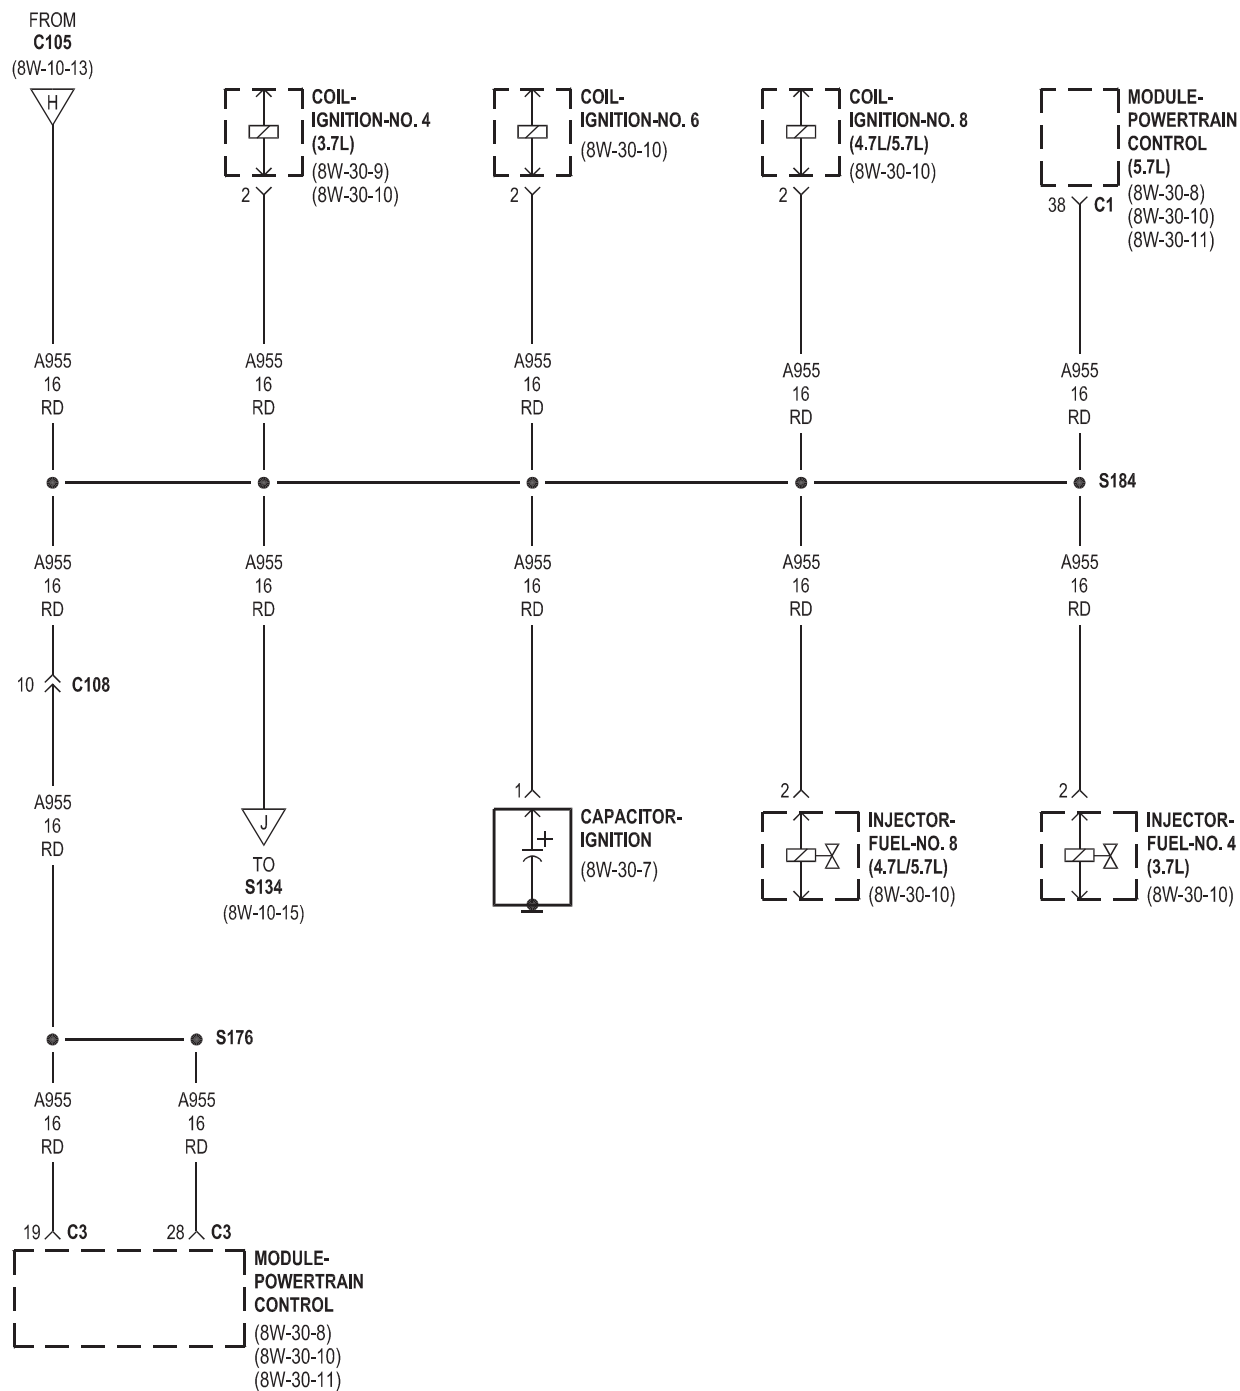 FROM
C105
(8W-10-13)
H
COIL-
IGNITION-NO. 4
(3.7L)
(8W-30-9)
(8W-30-10)
2
COIL-
IGNITION-NO. 6
(8W-30-10)
2
COIL-
IGNITION-NO. 8
(4.7L/5.7L)
(8W-30-10)
2
MODULE-
POWERTRAIN
CONTROL
(5.7L)
(8W-30-8)
(8W-30-10)
(8W-30-11)
38 C1
A955
16
RD
A955
16
RD
A955
16
RD
A955
16
RD
A955
16
RD
S184
A955
16
RD
A955
16
RD
A955
16
RD
A955
16
RD
A955
16
RD
10 C108
A955
16
RD
J
TO
S134
(8W-10-15)
1
+
CAPACITOR-
IGNITION
(8W-30-7)
2
INJECTOR-
FUEL-NO. 8
(4.7L/5.7L)
(8W-30-10)
2
INJECTOR-
FUEL-NO. 4
(3.7L)
(8W-30-10)
S176
A955
16
RD
A955
16
RD
19 C3
28 C3
MODULE-
POWERTRAIN
CONTROL
(8W-30-8)
(8W-30-10)
(8W-30-11)